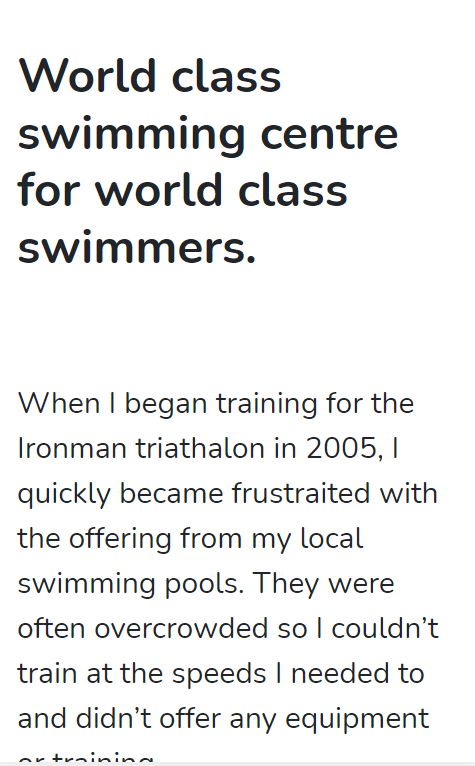 World class
swimming centre
for world class
swimmers.
When I began training for the
Ironman triathalon in 2005, I
quickly became frustraited with
the offering from my local
swimming pools. They were
often overcrowded so I couldn’t
train at the speeds I needed to
and didn’t offer any equipment
or training